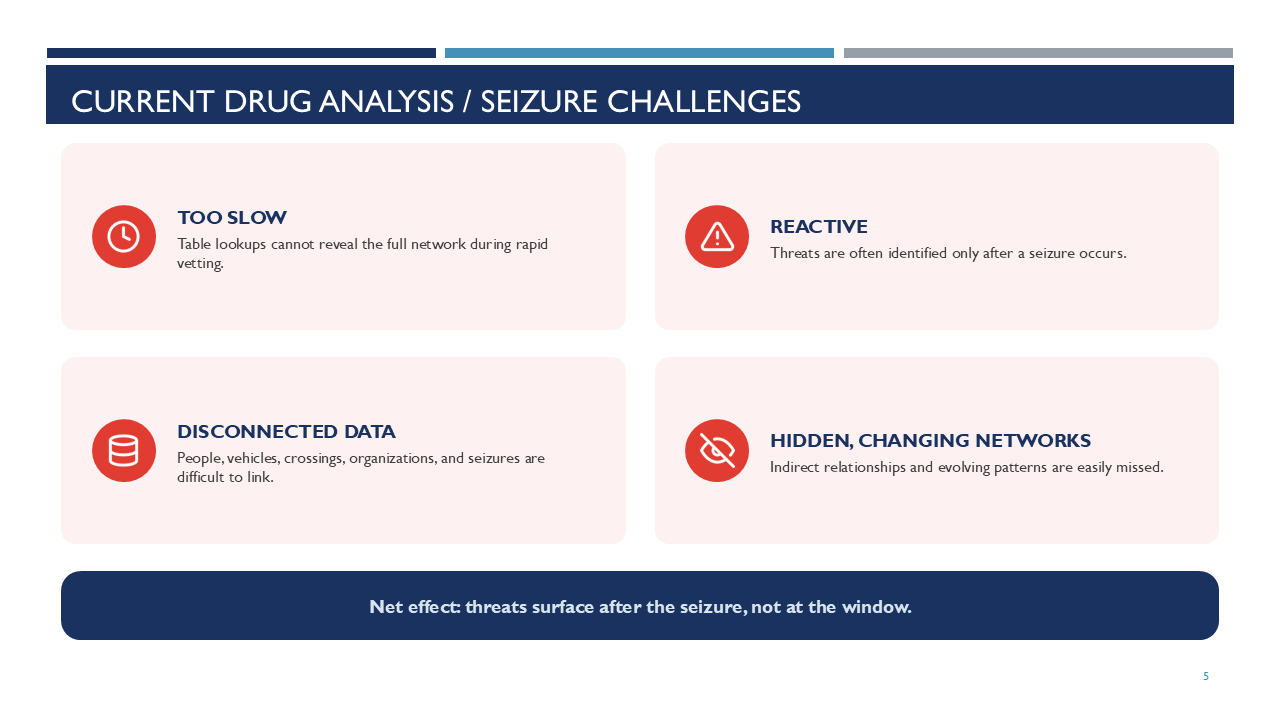 CURRENT DRUG ANALYSIS / SEIZURE CHALLENGES
TOO SLOW
Table lookups cannot reveal the full network during rapid
vetting.
REACTIVE
Threats are often identified only after a seizure occurs.
DISCONNECTED DATA
People, vehicles, crossings, organizations, and seizures are
difficult to link.
HIDDEN, CHANGING NETWORKS
Indirect relationships and evolving patterns are easily missed.
Net effect: threats surface after the seizure, not at the window.
5